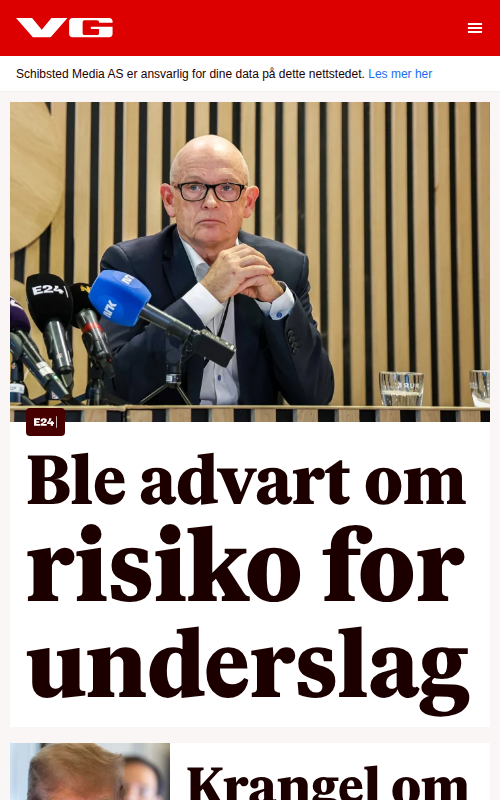 VG
Schibsted Media AS er ansvarlig for dine data på dette nettstedet. Les mer her
E24
NRK
E24
Ble advart om
risiko for
underslag
Krangel om